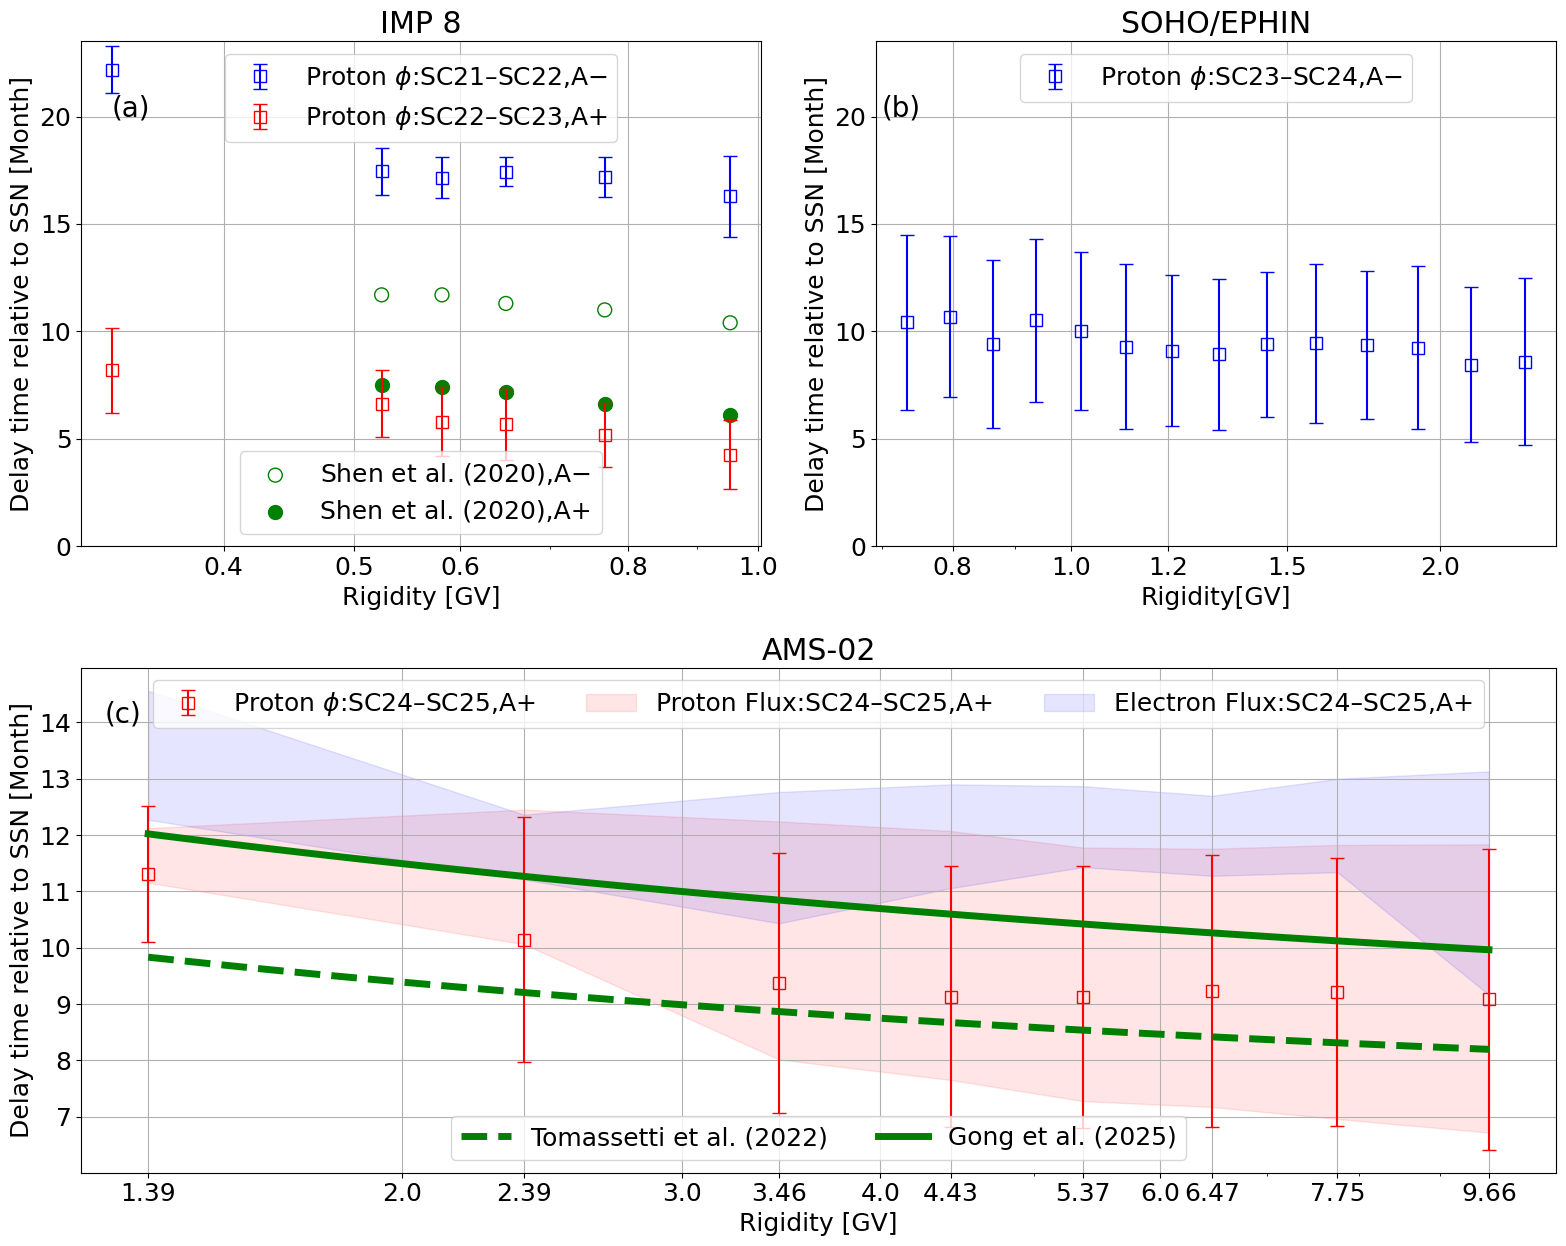 IMP 8
Delay time relative to SSN [Month]
(a)
Proton ϕ:SC21–SC22,A−
Proton ϕ:SC22–SC23,A+
Shen et al. (2020),A−
Shen et al. (2020),A+
20
15
10
5
0
0.4 0.5 0.6 0.8 1.0
Rigidity [GV]
SOHO/EPHIN
Delay time relative to SSN [Month]
(b)
Proton ϕ:SC23–SC24,A−
20
15
10
5
0
0.8 1.0 1.2 1.5 2.0
Rigidity[GV]
AMS-02
Delay time relative to SSN [Month]
(c)
Proton ϕ:SC24–SC25,A+ Proton Flux:SC24–SC25,A+ Electron Flux:SC24–SC25,A+
14
13
12
11
10
9
8
7
Tomassetti et al. (2022) Gong et al. (2025)
1.39 2.0 2.39 3.0 3.46 4.0 4.43 5.37 6.0 6.47 7.75 9.66
Rigidity [GV]